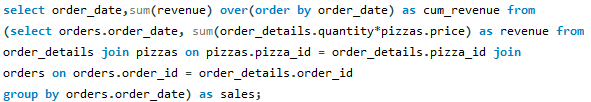 select order_date,sum(revenue) over(order by order_date) as cum_revenue from
(select orders.order_date, sum(order_details.quantity*pizzas.price) as revenue from
order_details join pizzas on pizzas.pizza_id = order_details.pizza_id join
orders on orders.order_id = order_details.order_id
group by orders.order_date) as sales;